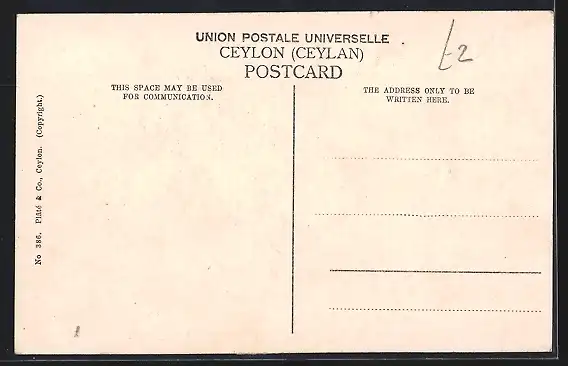 UNION POSTALE UNIVERSELLE
CEYLON (CEYLAN)
POSTCARD
£2
THIS SPACE MAY BE USED
FOR COMMUNICATION.
THE ADDRESS ONLY TO BE
WRITTEN HERE.
No 386. Plâté & Co., Ceylon. (Copyright.)